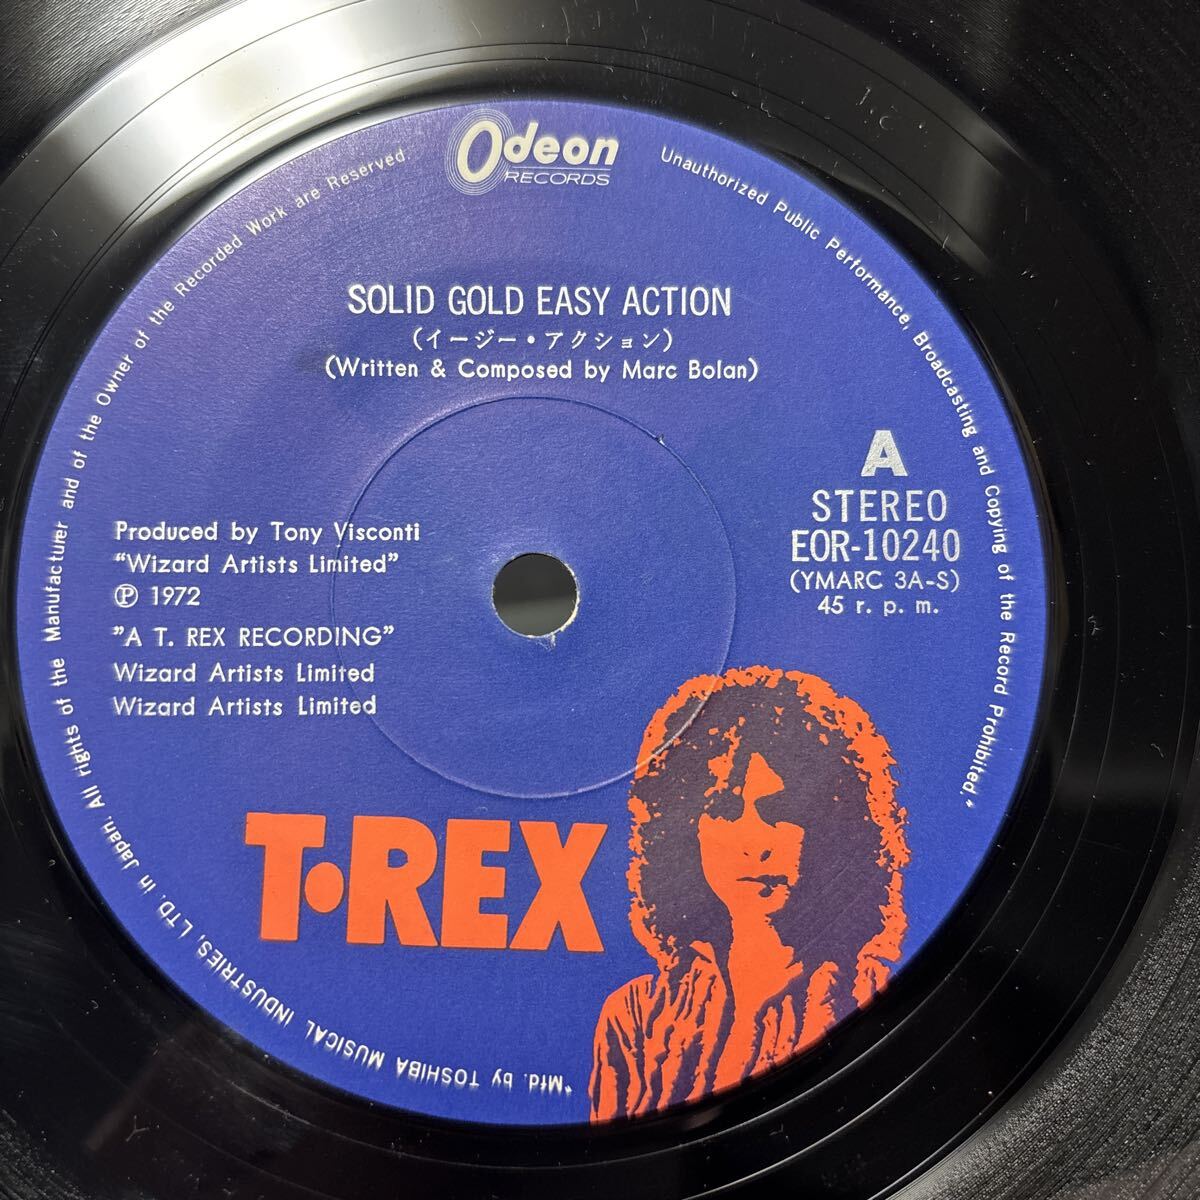 Odeon
RECORDS
SOLID GOLD EASY ACTION
(イージー・アクション)
(Written & Composed by Marc Bolan)
A
STEREO
EOR-10240
(YMARC 3A-S)
45 r. p. m.
Produced by Tony Visconti
“Wizard Artists Limited”
Ⓟ 1972
”A T. REX RECORDING”
Wizard Artists Limited
Wizard Artists Limited
T•REX
*Mfd. by TOSHIBA MUSICAL INDUSTRIES, LTD. in Japan. All rights of the Manufacturer and of the Owner of the Recorded Work are Reserved. Unauthorized Public Performance, Broadcasting and Copying of the Record Prohibited.*